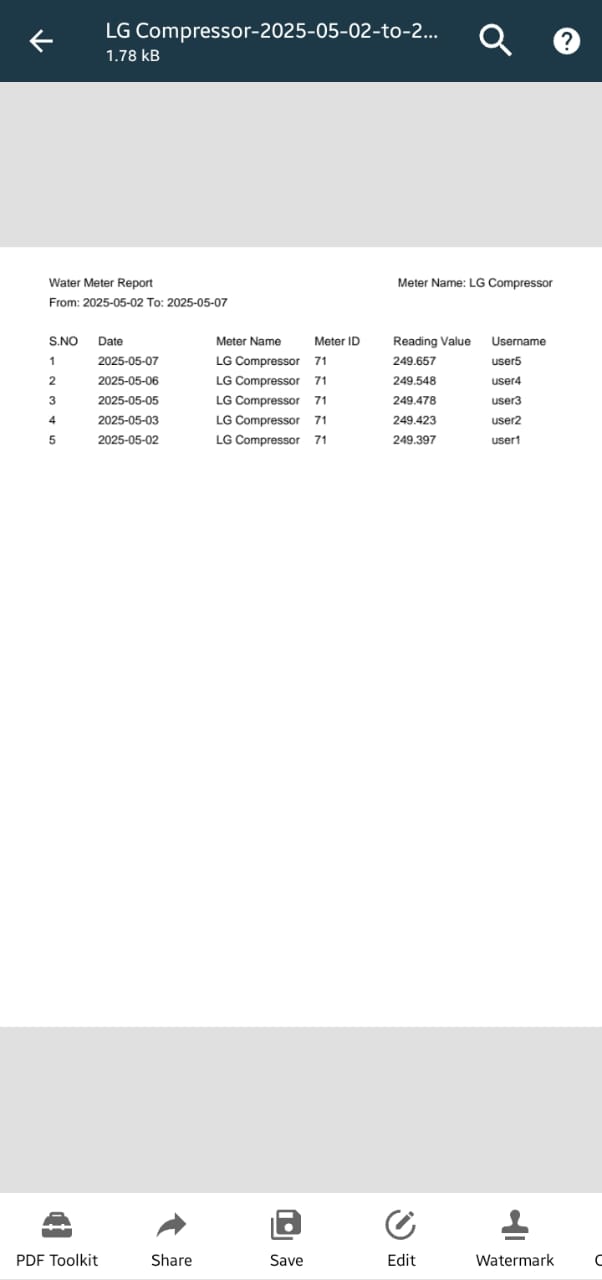 LG Compressor-2025-05-02-to-2...
1.78 kB
Water Meter Report Meter Name: LG Compressor
From: 2025-05-02 To: 2025-05-07
S.NO Date Meter Name Meter ID Reading Value Username
1 2025-05-07 LG Compressor 71 249.657 user5
2 2025-05-06 LG Compressor 71 249.548 user4
3 2025-05-05 LG Compressor 71 249.478 user3
4 2025-05-03 LG Compressor 71 249.423 user2
5 2025-05-02 LG Compressor 71 249.397 user1
PDF Toolkit Share Save Edit Watermark